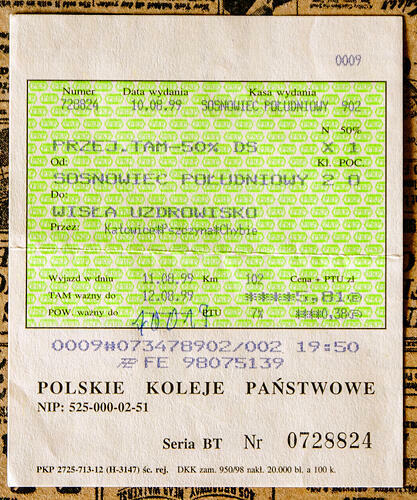 0009
Numer Data wydania Kasa wydania
728824 10.08.99 SOSNOWIEC POŁUDNIOWY 902
N 50%
PRZEJ.TAM-50% DS X 1
Od: Kl. POC.
SOSNOWIEC POŁUDNIOWY 2 O
Do:
WISŁA UZDROWISKO
Przez: Katowice*Pszczyna*Chybie
Wyjazd w dniu 11.08.99 Km 102 Cena + PTU zł
TAM ważny do 12.08.99 ****5,81
POW. ważny do PTU 7% ***0,38
0009#073478902/002 19:50
FE 98075139
POLSKIE KOLEJE PAŃSTWOWE
NIP: 525-000-02-51
Seria BT Nr 0728824
PKP 2725-713-12 (H-3147) śc. rej. DKK zam. 950/98 nakł. 20.000 bl. a 100 k.